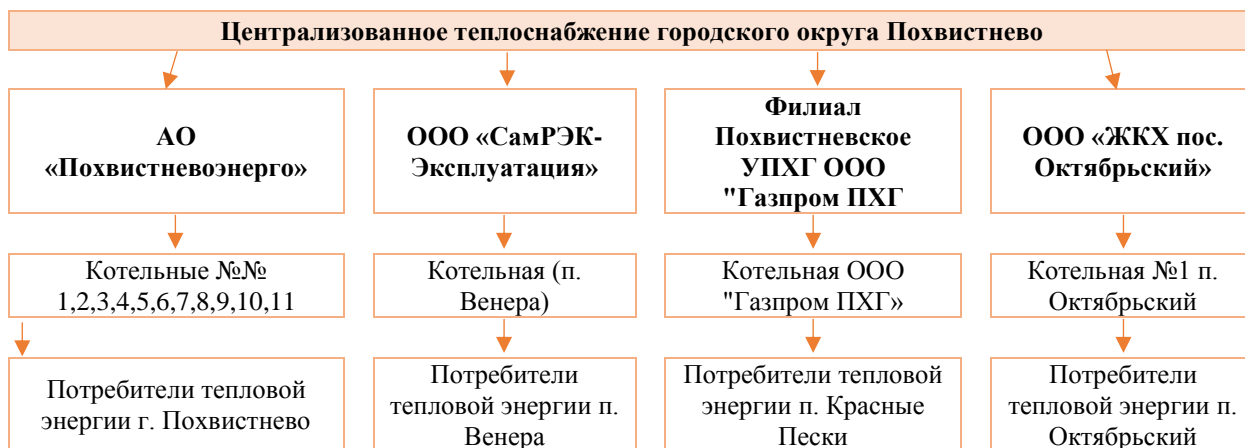 Централизованное теплоснабжение городского округа Похвистнево
АО
«Похвистневоэнерго»
ООО «СамРЭК-
Эксплуатация»
Филиал
Похвистневское
УПХГ ООО
"Газпром ПХГ
ООО «ЖКХ пос.
Октябрьский»
Котельные №№
1,2,3,4,5,6,7,8,9,10,11
Котельная (п.
Венера)
Котельная ООО
"Газпром ПХГ»
Котельная №1 п.
Октябрьский
Потребители тепловой
энергии г. Похвистнево
Потребители
тепловой энергии п.
Венера
Потребители тепловой
энергии п. Красные
Пески
Потребители
тепловой энергии п.
Октябрьский